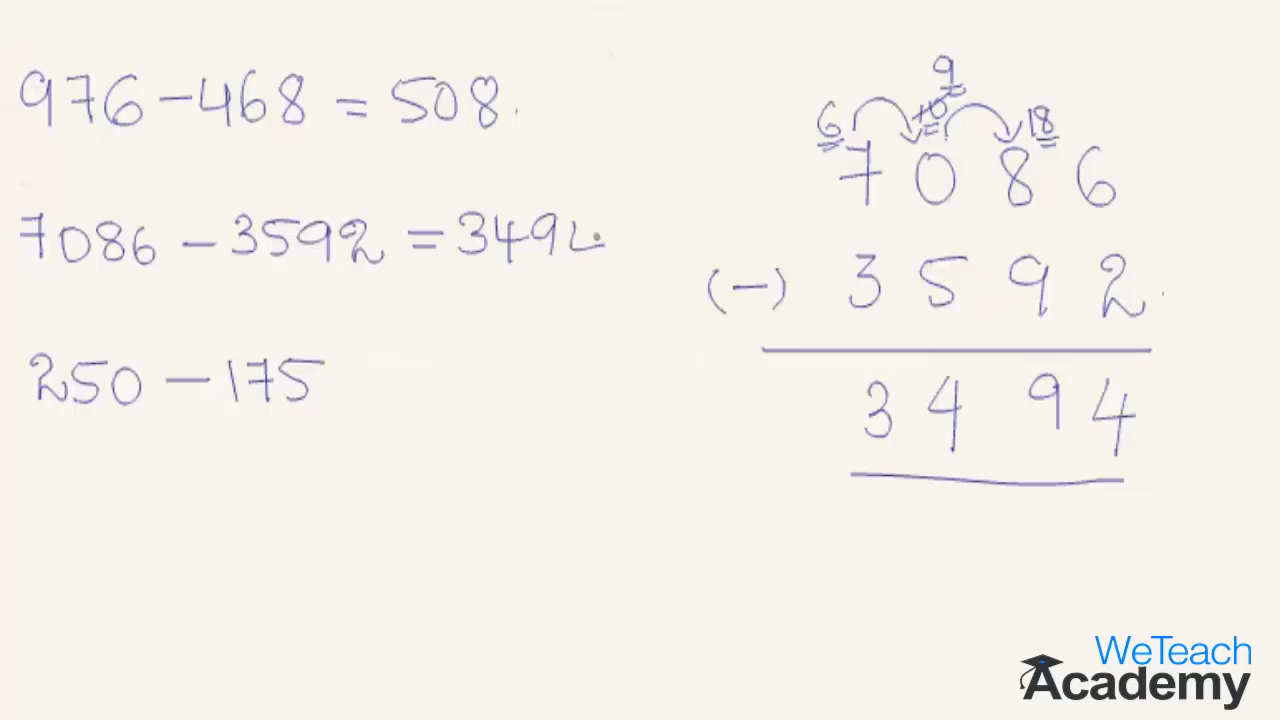 976 - 468 = 508.
7086 - 3592 = 3494
250 - 175
9
6 10 18
7 0 8 6
(-) 3 5 9 2
3 4 9 4
WeTeach
Academy